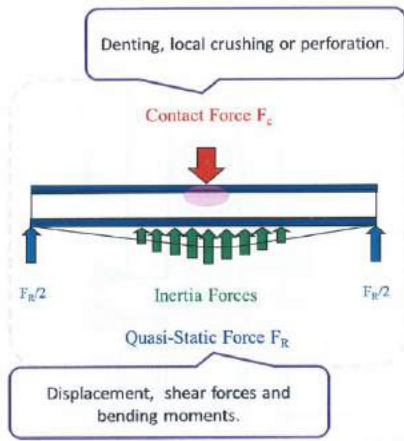 Denting, local crushing or perforation.
Contact Force F_c
F_R/2
F_R/2
Inertia Forces
Quasi-Static Force F_R
Displacement, shear forces and
bending moments.